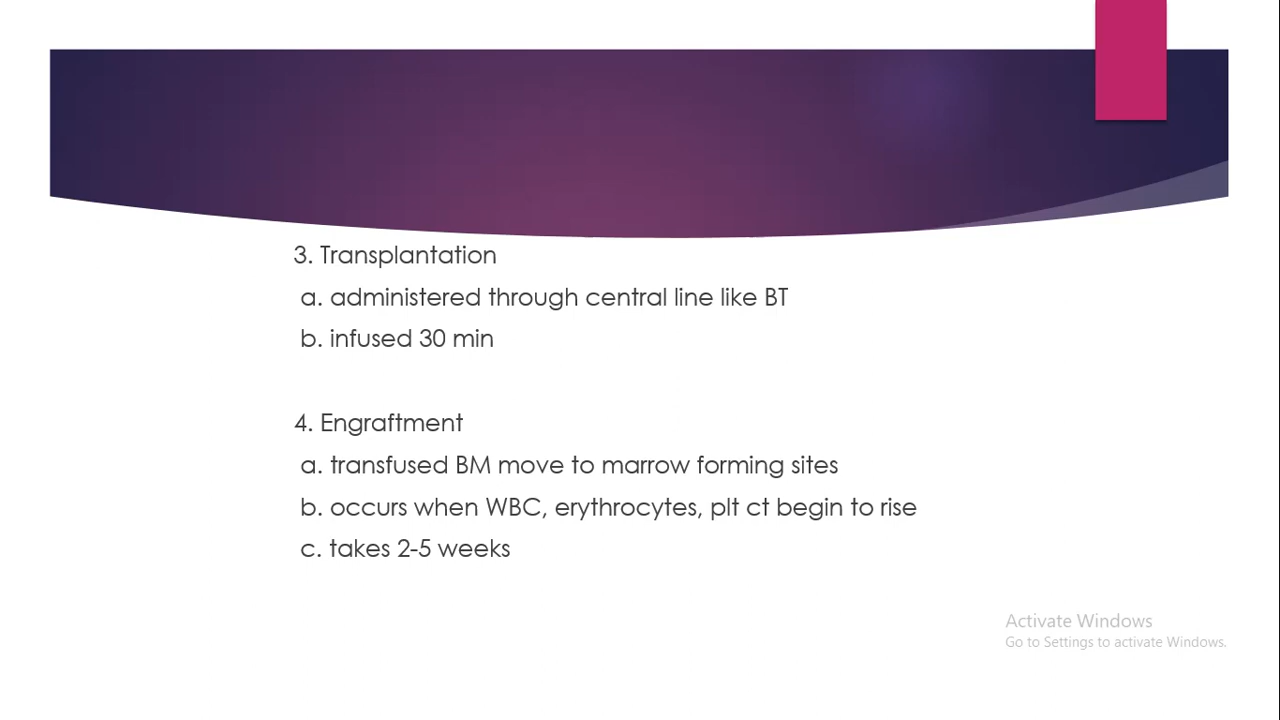 3. Transplantation
a. administered through central line like BT
b. infused 30 min
4. Engraftment
a. transfused BM move to marrow forming sites
b. occurs when WBC, erythrocytes, plt ct begin to rise
c. takes 2-5 weeks
Activate Windows
Go to Settings to activate Windows.